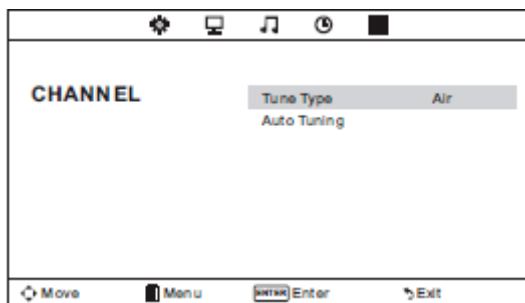 CHANNEL
Tune Type Air
Auto Tuning
Move Menu ENTER Enter Exit